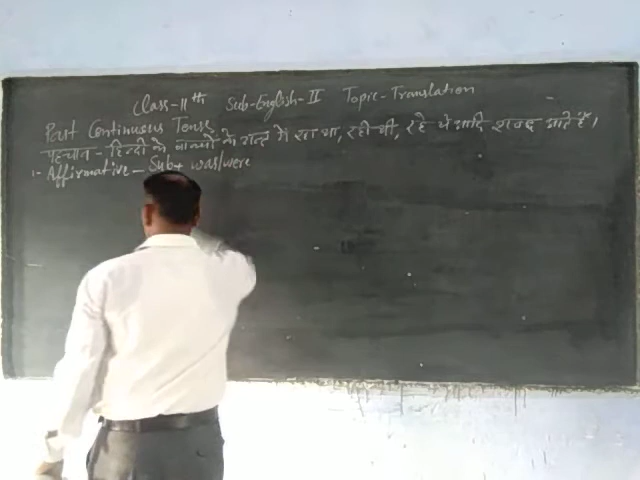 Class-11th Sub-English-II Topic-Translation
Past Continuous Tense
पहचान - हिन्दी के वाक्यों के अन्त में रहा था, रही थी, रहे थे आदि शब्द आते हैं।
1- Affirmative - Sub+ was/were